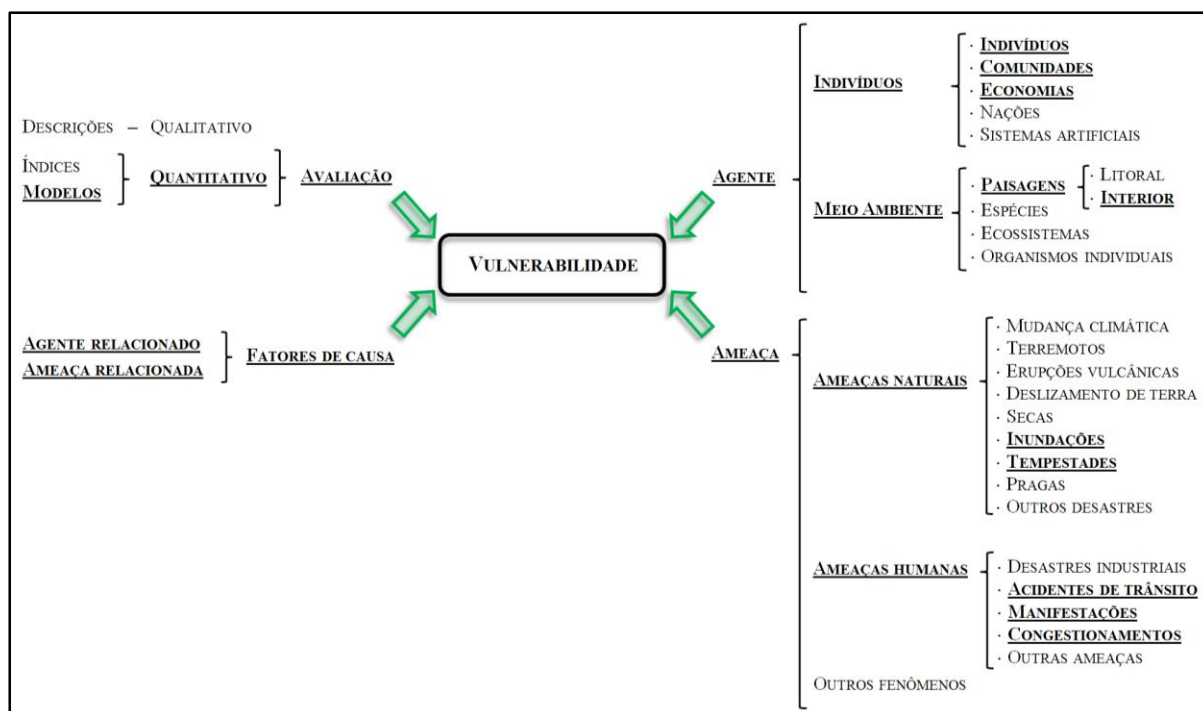 DESCRIÇÕES – QUALITATIVO
ÍNDICES
MODELOS
QUANTITATIVO
AVALIAÇÃO
AGENTE RELACIONADO
AMEAÇA RELACIONADA
FATORES DE CAUSA
VULNERABILIDADE
AGENTE
INDIVÍDUOS
· INDIVÍDUOS
· COMUNIDADES
· ECONOMIAS
· NAÇÕES
· SISTEMAS ARTIFICIAIS
MEIO AMBIENTE
· PAISAGENS
· LITORAL
· INTERIOR
· ESPÉCIES
· ECOSSISTEMAS
· ORGANISMOS INDIVIDUAIS
AMEAÇA
AMEAÇAS NATURAIS
· MUDANÇA CLIMÁTICA
· TERREMOTOS
· ERUPÇÕES VULCÂNICAS
· DESLIZAMENTO DE TERRA
· SECAS
· INUNDAÇÕES
· TEMPESTADES
· PRAGAS
· OUTROS DESASTRES
AMEAÇAS HUMANAS
· DESASTRES INDUSTRIAIS
· ACIDENTES DE TRÂNSITO
· MANIFESTAÇÕES
· CONGESTIONAMENTOS
· OUTRAS AMEAÇAS
OUTROS FENÔMENOS